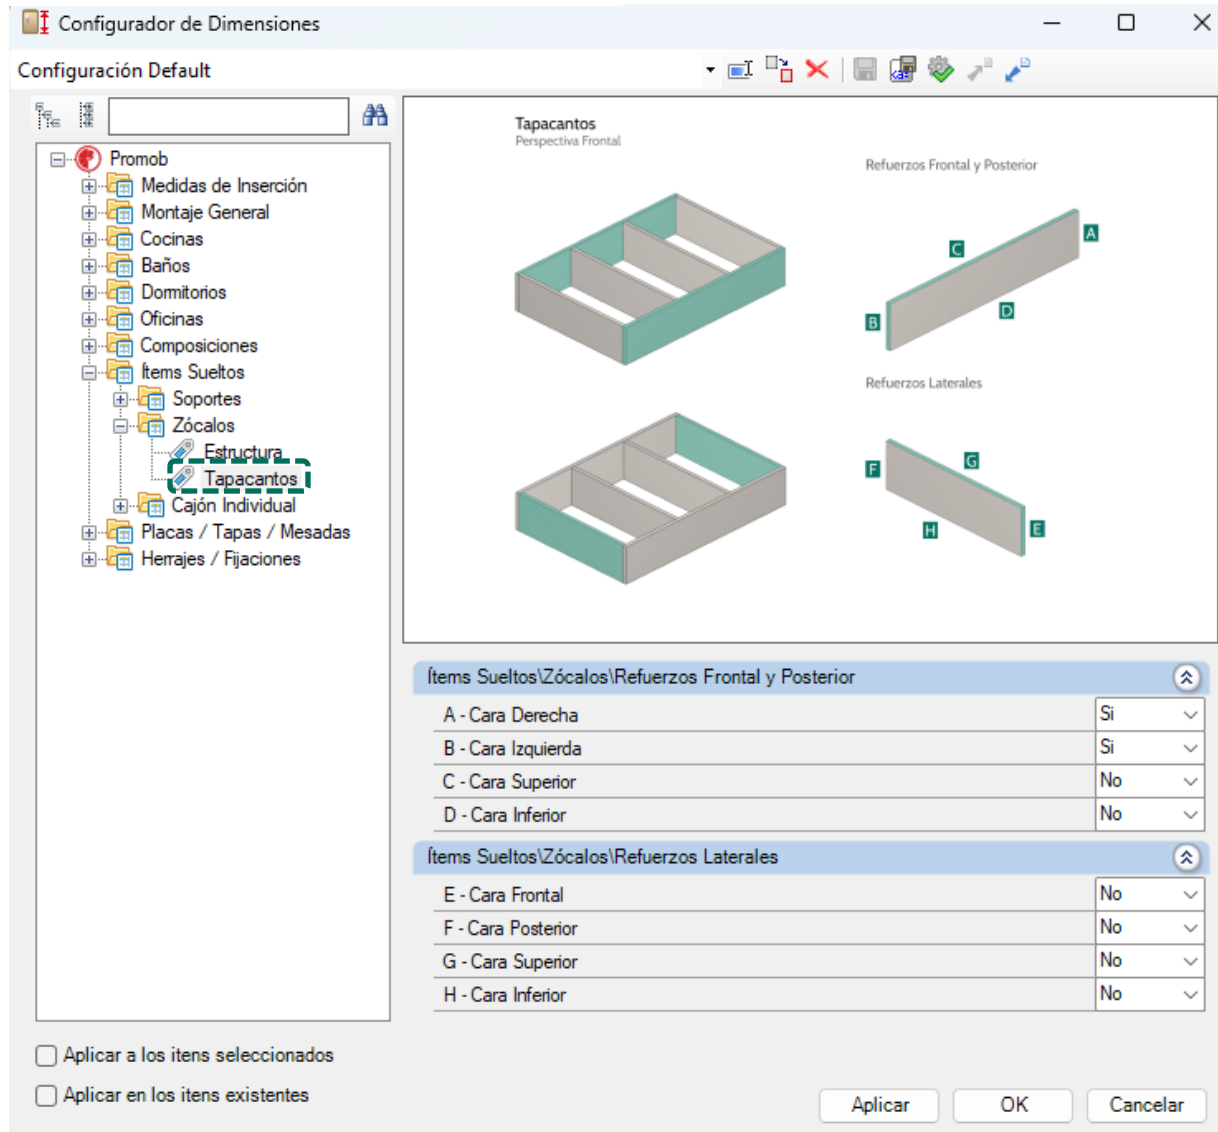 Configurador de Dimensiones
Configuración Default
Promob
Medidas de Inserción
Montaje General
Cocinas
Baños
Dormitorios
Oficinas
Composiciones
Ítems Sueltos
Soportes
Zócalos
Estructura
Tapacantos
Cajón Individual
Placas / Tapas / Mesadas
Herrajes / Fijaciones
Tapacantos
Perspectiva Frontal
Refuerzos Frontal y Posterior
A
C
D
B
Refuerzos Laterales
G
F
H
E
Ítems Sueltos\Zócalos\Refuerzos Frontal y Posterior
A - Cara Derecha Si
B - Cara Izquierda Si
C - Cara Superior No
D - Cara Inferior No
Ítems Sueltos\Zócalos\Refuerzos Laterales
E - Cara Frontal No
F - Cara Posterior No
G - Cara Superior No
H - Cara Inferior No
Aplicar a los itens seleccionados
Aplicar en los itens existentes
Aplicar OK Cancelar